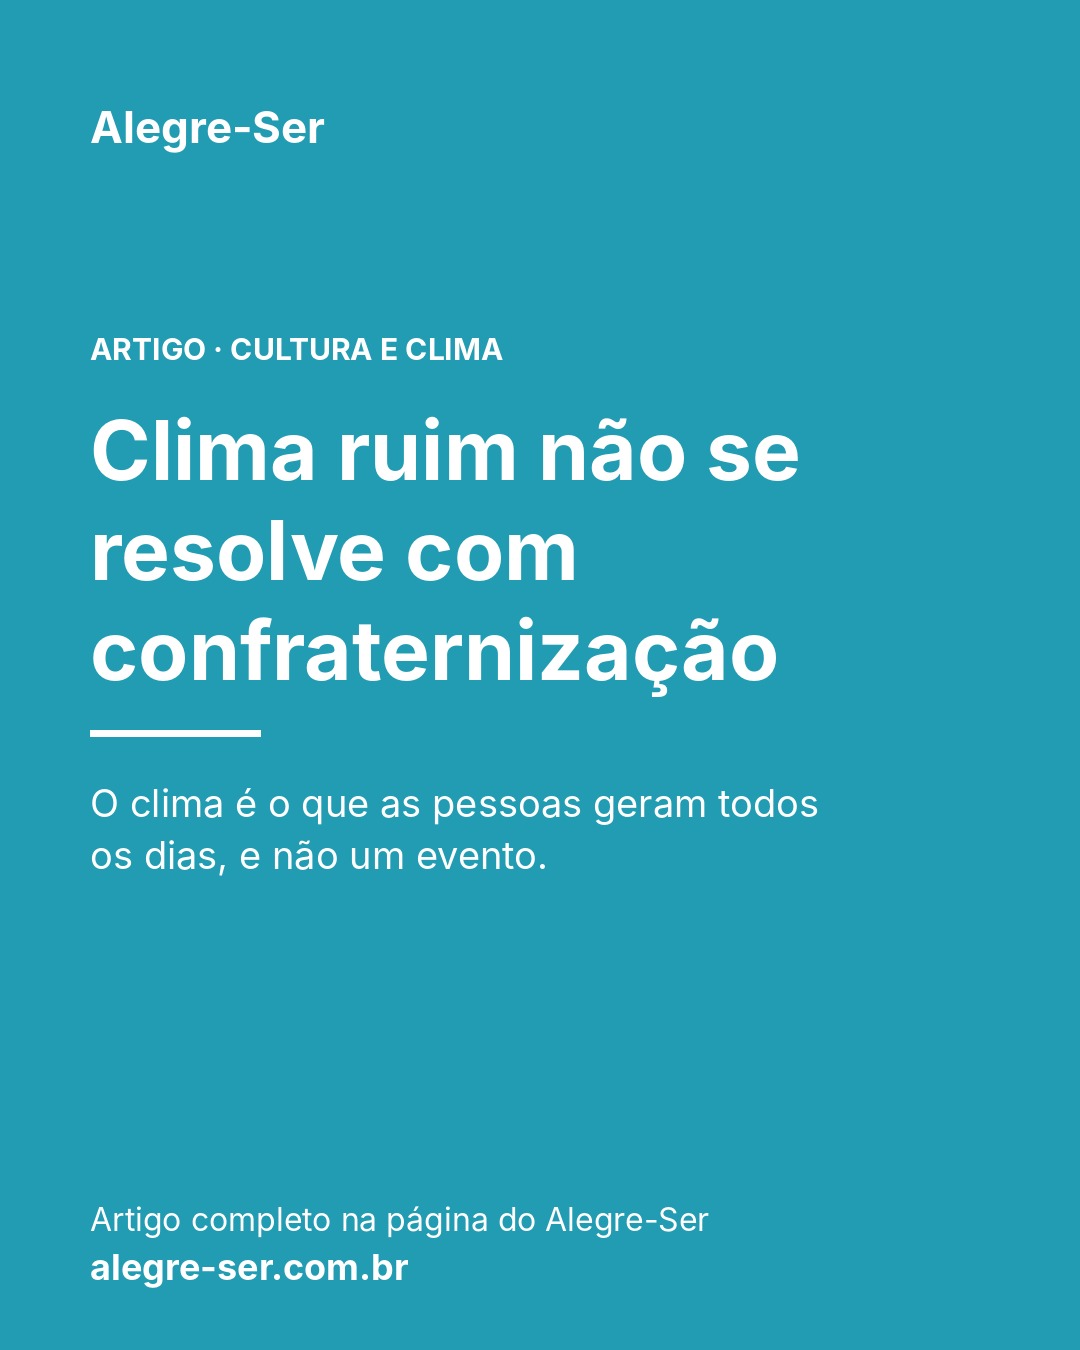 Alegre-Ser
ARTIGO · CULTURA E CLIMA
Clima ruim não se
resolve com
confraternização
O clima é o que as pessoas geram todos
os dias, e não um evento.
Artigo completo na página do Alegre-Ser
alegre-ser.com.br